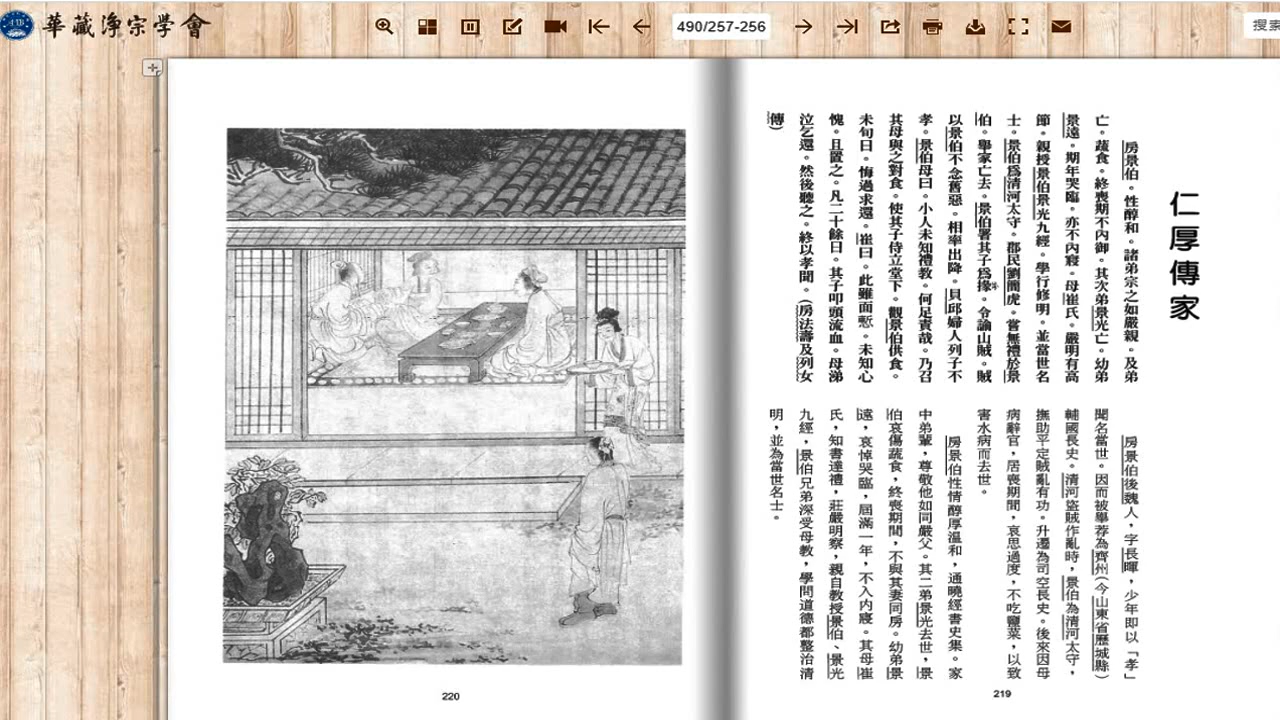 華藏淨宗學會
490/257-256
搜索
仁厚傳家
房景伯。性醇和。諸弟宗之如嚴親。及弟
亡。蔬食。終喪期不內御。其次弟景光亡。幼弟
景遠。期年哭臨。亦不內寢。母崔氏。嚴明有高
節。親授景伯景光九經。學行修明。並當世名
士。景伯為清河太守。郡民劉簡虎。嘗無禮於景
伯。舉家亡去。景伯署其子為掾。令諭山賊。賊
以景伯不念舊惡。相率出降。貝邱婦人列子不
孝。景伯母曰。小人未知禮教。何足責哉。乃召
其母與之對食。使其子侍立堂下。觀景伯供食。
未旬日。悔過求還。崔曰。此雖面慙。未知心
愧。且置之。凡二十餘日。其子叩頭流血。母涕
泣乞還。然後聽之。終以孝聞。(房法壽及列女
傳)
房景伯後魏人，字長暉，少年即以「孝」
聞名當世。因而被舉荐為齊州(今山東省歷城縣)
輔國長史。清河盜賊作亂時，景伯為清河太守，
撫助平定賊亂有功。升遷為司空長史。後來因母
病辭官，居喪期間，哀思過度，不吃鹽菜，以致
害水病而去世。
房景伯性情醇厚溫和，通曉經書史集。家
中弟輩，尊敬他如同嚴父。其二弟景光去世，景
伯哀傷蔬食，終喪期間，不與其妻同房。幼弟景
遠，哀悼哭臨，屆滿一年，不入內寢。其母崔
氏，知書達禮，莊嚴明察，親自教授景伯、景光
九經，景伯兄弟深受母教，學問道德都整治清
明，並為當世名士。
220
219